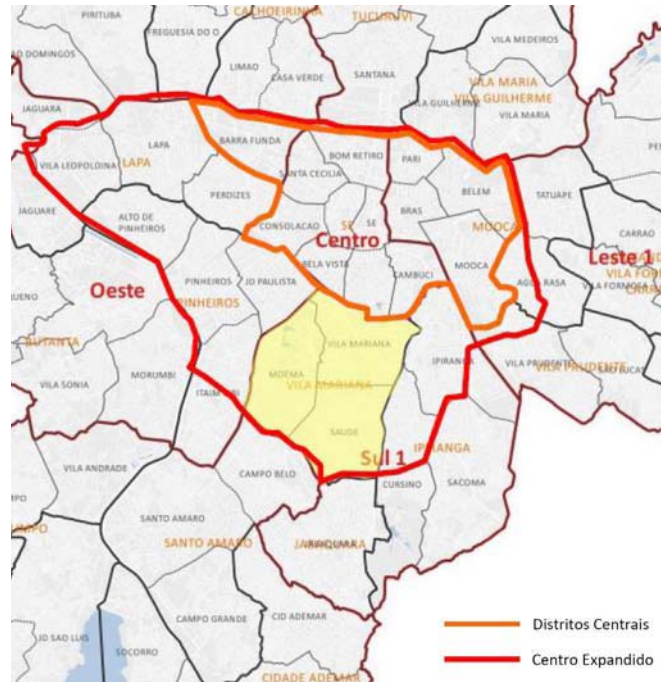 PIRITUBA
CACHOEIRINHA
TUCURUVI
FREGUESIA DO O
VILA MEDEIROS
DOMINGOS
LIMAO
CASA VERDE
SANTANA
VILA MARIA
VILA GUILHERME
VILA GUILHERME
VILA MARIA
JAGUARA
LAPA
BARRA FUNDA
BOM RETIRO
PARI
VILA LEOPOLDINA
LAPA
SANTA CECILIA
BELEM
TATUAPE
JAGUARE
PERDIZES
ALTO DE
PINHEIROS
CONSOLACAO
SE
SE
BRAS
MOOCA
CARRAO
Centro
Leste 1
BELA VISTA
MOOCA
AGUA RASA
VILA FORMOSA
Oeste
PINHEIROS
JD PAULISTA
CAMBUCI
PINHEIROS
BUTANTA
VILA MARIANA
IPIRANGA
VILA PRUDENTE
VILA PRUDENTE
SAO LUCAS
MORUMBI
MOEMA
VILA MARIANA
VILA SONIA
ITAIM BIBI
SAUDE
IPIRANGA
Sul 1
VILA ANDRADE
CAMPO BELO
CURSINO
SACOMA
SANTO AMARO
SANTO AMARO
CAMPO GRANDE
CID ADEMAR
JD SAO LUIS
SOCORRO
CIDADE ADEMAR
Distritos Centrais
Centro Expandido